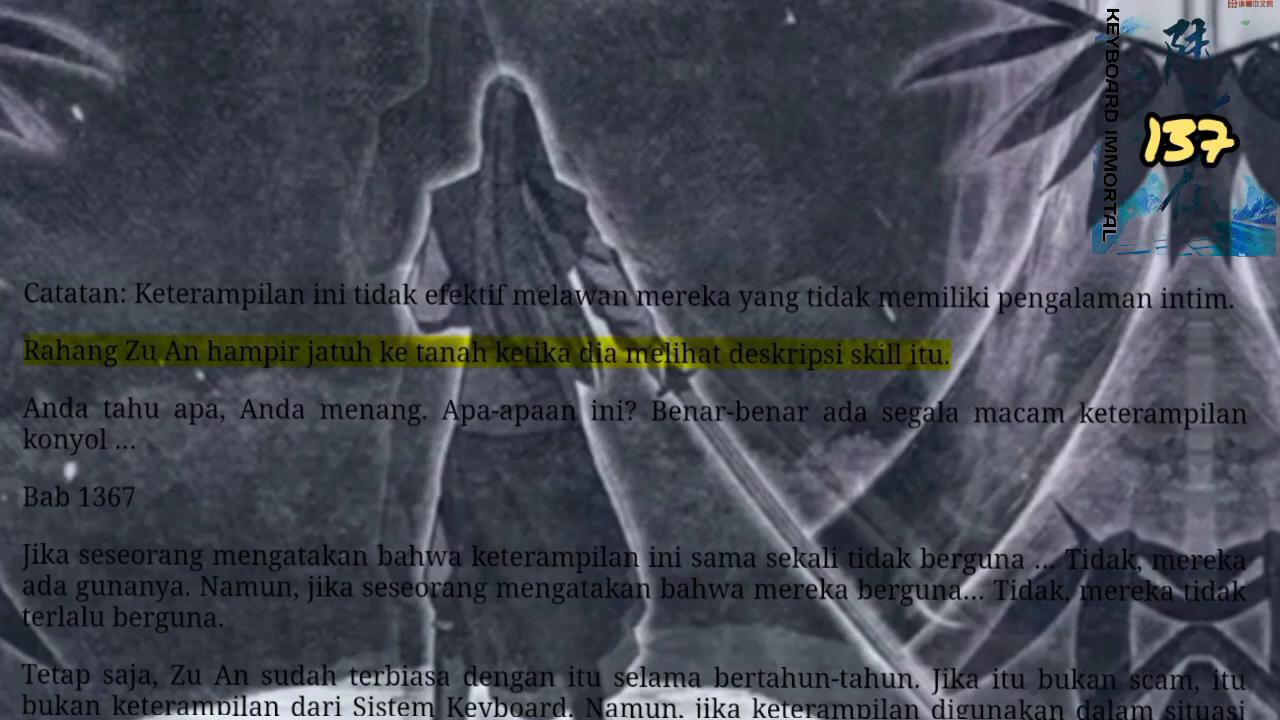 KEYBOARD IMMORTAL
137
Catatan: Keterampilan ini tidak efektif melawan mereka yang tidak memiliki pengalaman intim.
Rahang Zu An hampir jatuh ke tanah ketika dia melihat deskripsi skill itu.
Anda tahu apa, Anda menang. Apa-apaan ini? Benar-benar ada segala macam keterampilan
konyol ...
Bab 1367
Jika seseorang mengatakan bahwa keterampilan ini sama sekali tidak berguna ... Tidak, mereka
ada gunanya. Namun, jika seseorang mengatakan bahwa mereka berguna... Tidak, mereka tidak
terlalu berguna.
Tetap saja, Zu An sudah terbiasa dengan itu selama bertahun-tahun. Jika itu bukan scam, itu
bukan keterampilan dari Sistem Keyboard. Namun, jika keterampilan digunakan dalam situasi